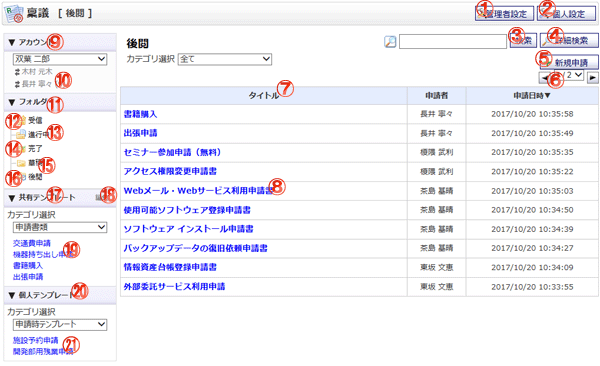 稟議 [ 後閲 ]
① 管理者設定 ② 個人設定
▼ アカウン ⑨
双葉 二郎
木村 元木
長井 寧々 ⑩
▼ フォルダ ⑪
⑫ 受信
進行中 ⑬
⑭ 完了
草 ⑮
⑯ 後閲
▼ 共有テンプレート ⑰ ⑱
カテゴリ選択
申請書類
交通費申請
機器持ち出し申 ⑲
書籍購入
出張申請
▼ 個人テンプレート ⑳
カテゴリ選択
申請時テンプレート
施設予約申請
開発部用残業申請 ㉑
後閲
③ 検索 ④ 詳細検索
カテゴリ選択 全て
⑤ 新規申請
⑥ / 2
タイトル ⑦ 申請者 申請日時▼
書籍購入 長井 寧々 2017/10/20 10:35:58
出張申請 長井 寧々 2017/10/20 10:35:49
セミナー参加申請（無料） 榎隈 武利 2017/10/20 10:35:35
アクセス権限変更申請書 榎隈 武利 2017/10/20 10:35:22
Webメール・Webサービス利用申請書 ⑧ 茶島 基晴 2017/10/20 10:35:03
使用可能ソフトウェア登録申請書 茶島 基晴 2017/10/20 10:34:50
ソフトウェア インストール申請書 茶島 基晴 2017/10/20 10:34:39
バックアップデータの復旧依頼申請書 茶島 基晴 2017/10/20 10:34:27
情報資産台帳登録申請書 東坂 文恵 2017/10/20 10:34:09
外部委託サービス利用申請 東坂 文恵 2017/10/20 10:33:55